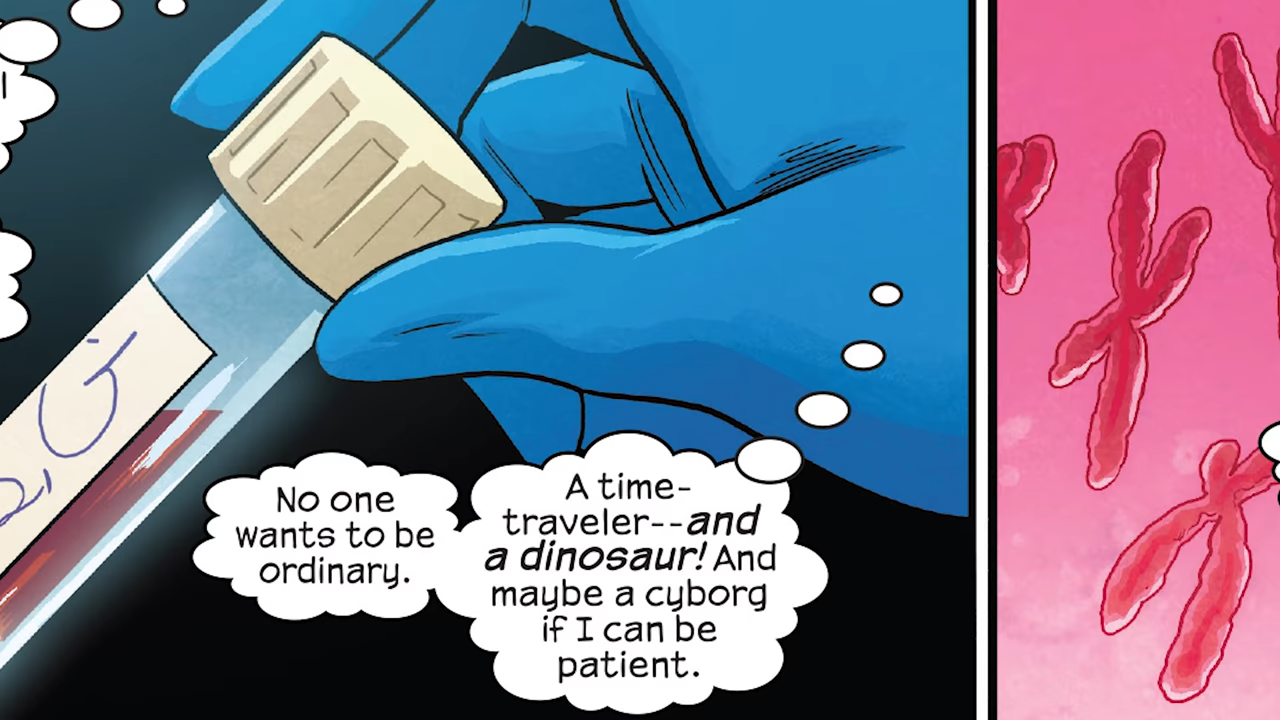 No one
wants to be
ordinary.
A time-
traveler--and
a dinosaur! And
maybe a cyborg
if I can be
patient.